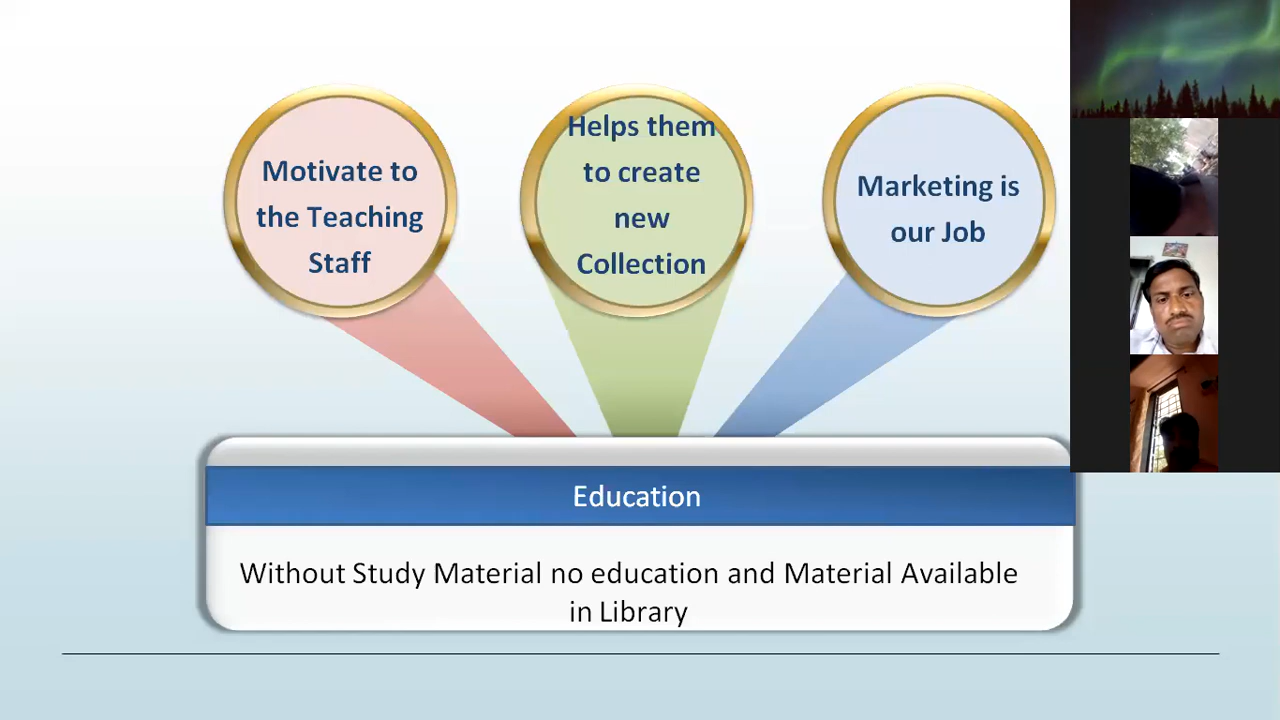 Motivate to
the Teaching
Staff
Helps them
to create
new
Collection
Marketing is
our Job
Education
Without Study Material no education and Material Available
in Library